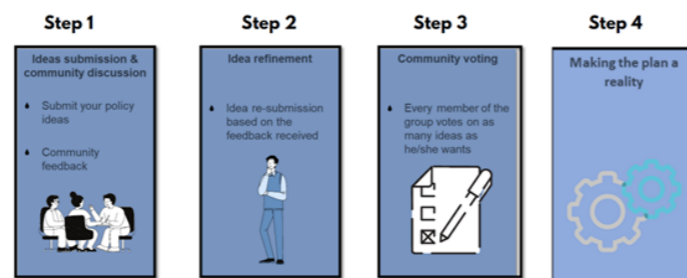 Step 1
Step 2
Step 3
Step 4
Ideas submission &
community discussion
Submit your policy
ideas
Community
feedback
Idea refinement
Idea re-submission
based on the
feedback received
Community voting
Every member of the
group votes on as
many ideas as
he/she wants
Making the plan a
reality